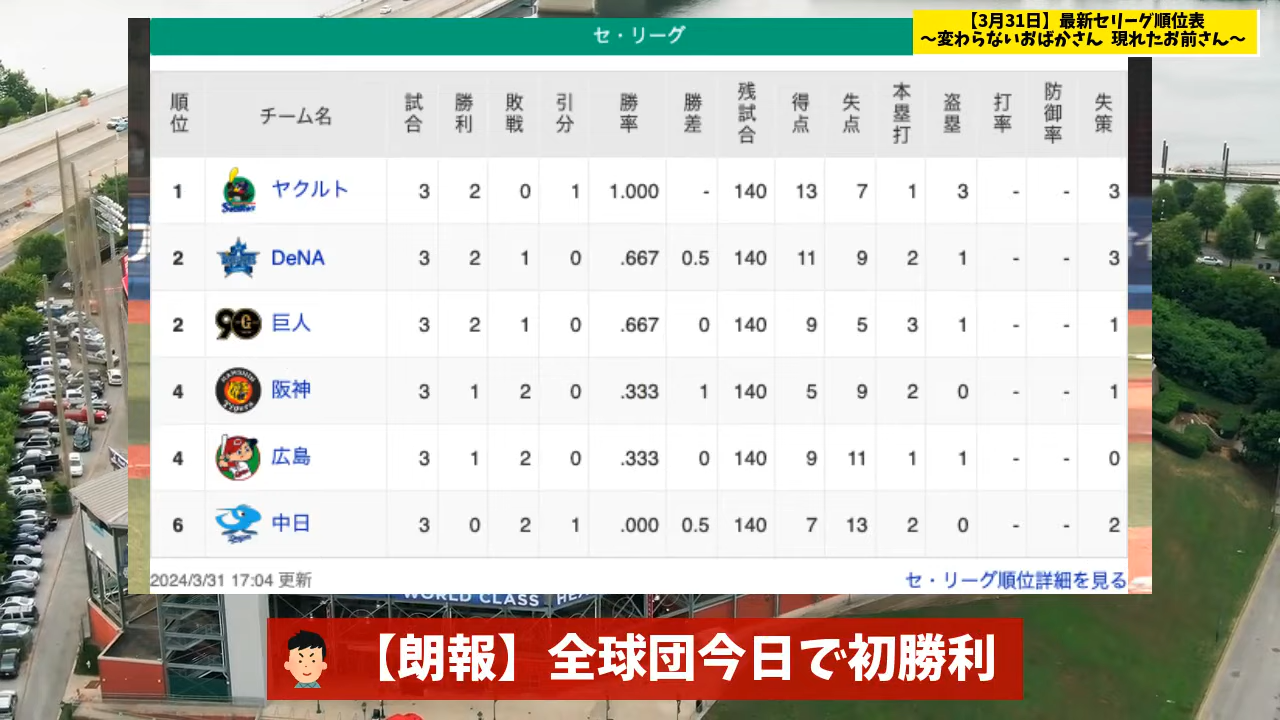 セ・リーグ
【3月31日】最新セリーグ順位表
～変わらないおばかさん 現れたお前さん～
順位 チーム名 試合 勝利 敗戦 引分 勝率 勝差 残試合 得点 失点 本塁打 盗塁 打率 防御率 失策
1 ヤクルト 3 2 0 1 1.000 - 140 13 7 1 3 - - 3
2 DeNA 3 2 1 0 .667 0.5 140 11 9 2 1 - - 3
2 巨人 3 2 1 0 .667 0 140 9 5 3 1 - - 1
4 阪神 3 1 2 0 .333 1 140 5 9 2 0 - - 1
4 広島 3 1 2 0 .333 0 140 9 11 1 1 - - 0
6 中日 3 0 2 1 .000 0.5 140 7 13 2 0 - - 2
2024/3/31 17:04 更新
セ・リーグ順位詳細を見る
WORLD CLASS
【朗報】全球団今日で初勝利